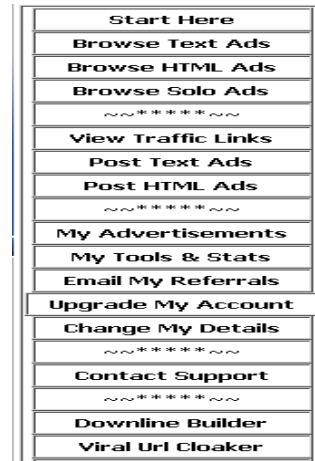 Start Here
Browse Text Ads
Browse HTML Ads
Browse Solo Ads
~~*****~~
View Traffic Links
Post Text Ads
Post HTML Ads
~~*****~~
My Advertisements
My Tools & Stats
Email My Referrals
Upgrade My Account
Change My Details
~~*****~~
Contact Support
~~*****~~
Downline Builder
Viral Url Cloaker